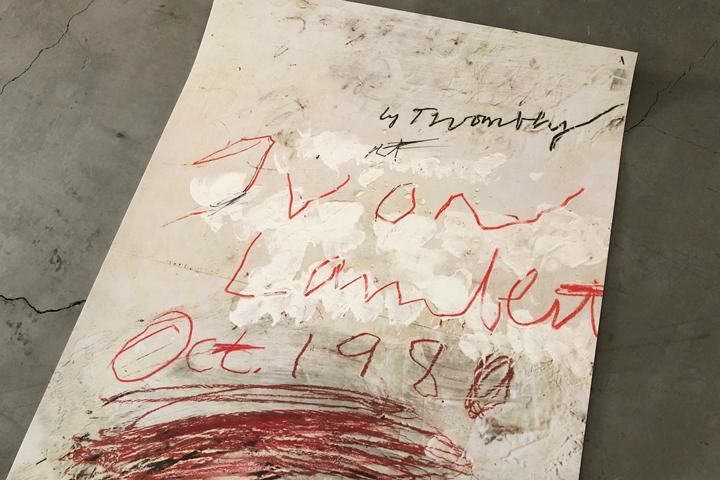 Cy Twombly
at
Yvon
Lambert
Oct. 1980